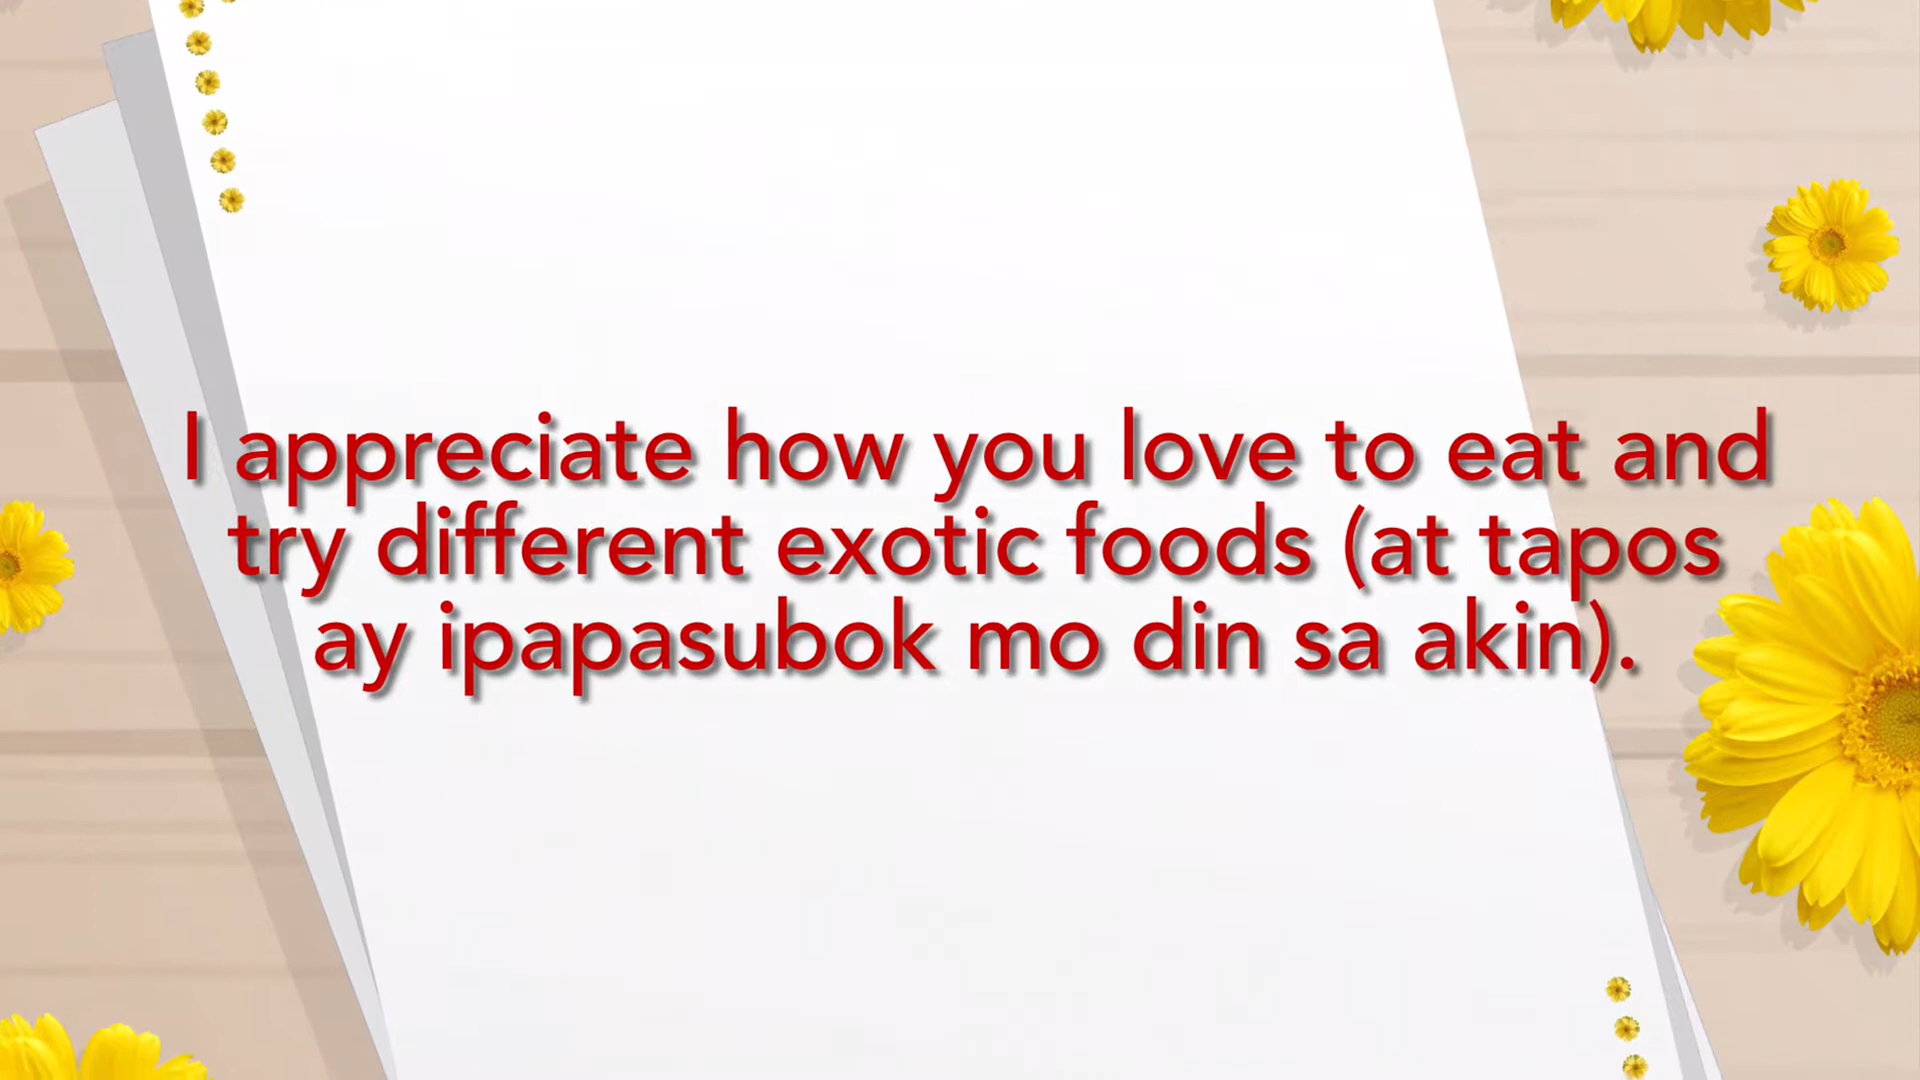 I appreciate how you love to eat and
try different exotic foods (at tapos
ay ipapasubok mo din sa akin).